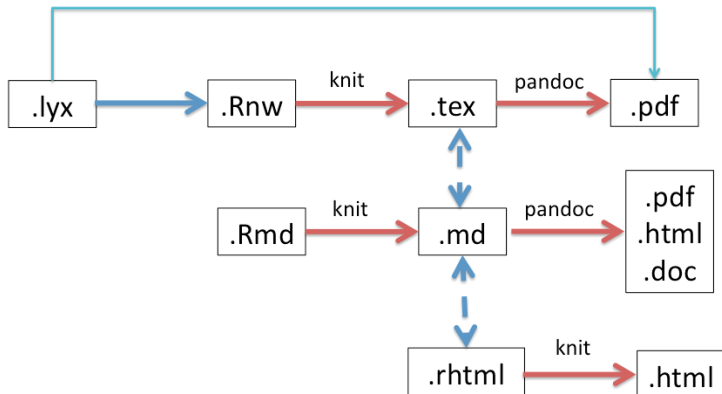 .lyx
.Rnw
knit
.tex
pandoc
.pdf
.Rmd
knit
.md
pandoc
.pdf
.html
.doc
.rhtml
knit
.html